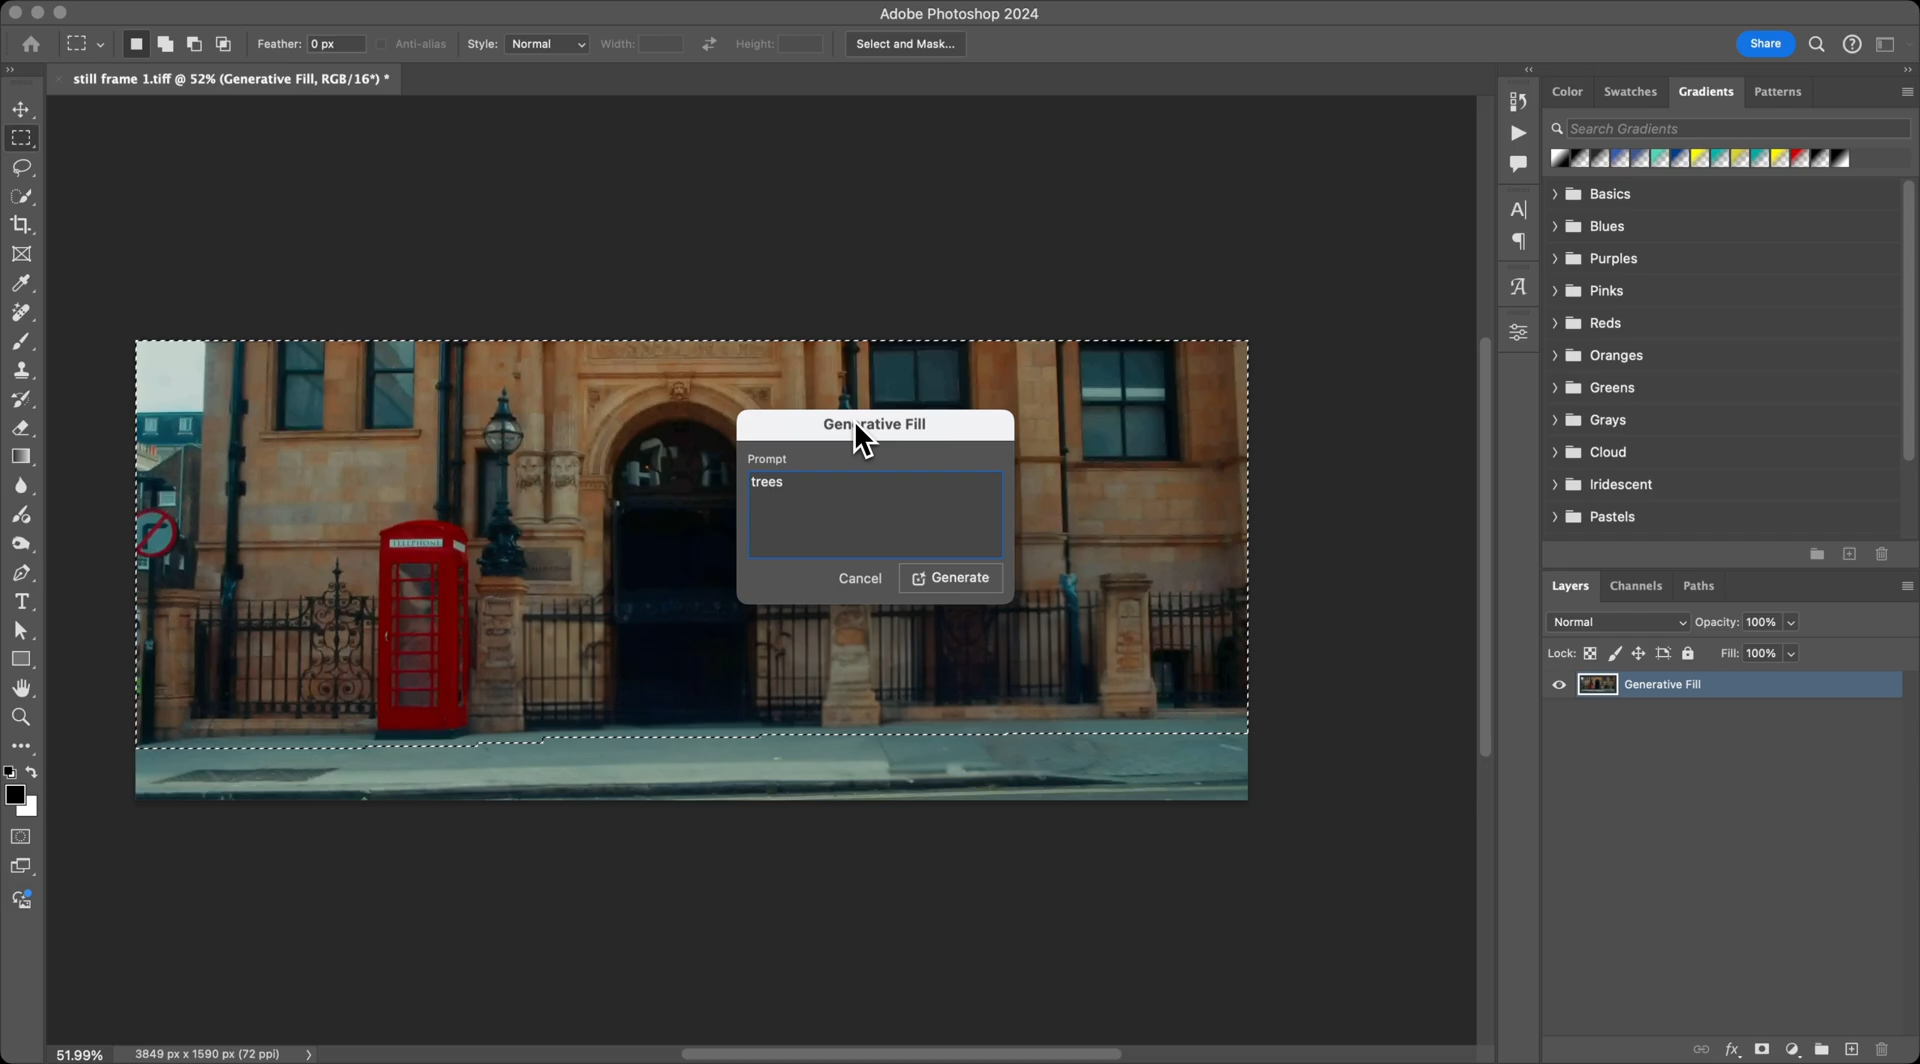 Adobe Photoshop 2024
Feather: 0 px Anti-alias Style: Normal Width: Height: Select and Mask... Share
still frame 1.tiff @ 52% (Generative Fill, RGB/16*) *
Color Swatches Gradients Patterns
Search Gradients
Basics
Blues
Purples
Pinks
Reds
Oranges
Greens
Grays
Cloud
Iridescent
Pastels
Generative Fill
Prompt
trees
Cancel Generate
TELEPHONE
Layers Channels Paths
Normal Opacity: 100%
Lock: Fill: 100%
Generative Fill
51.99% 3849 px x 1590 px (72 ppi)